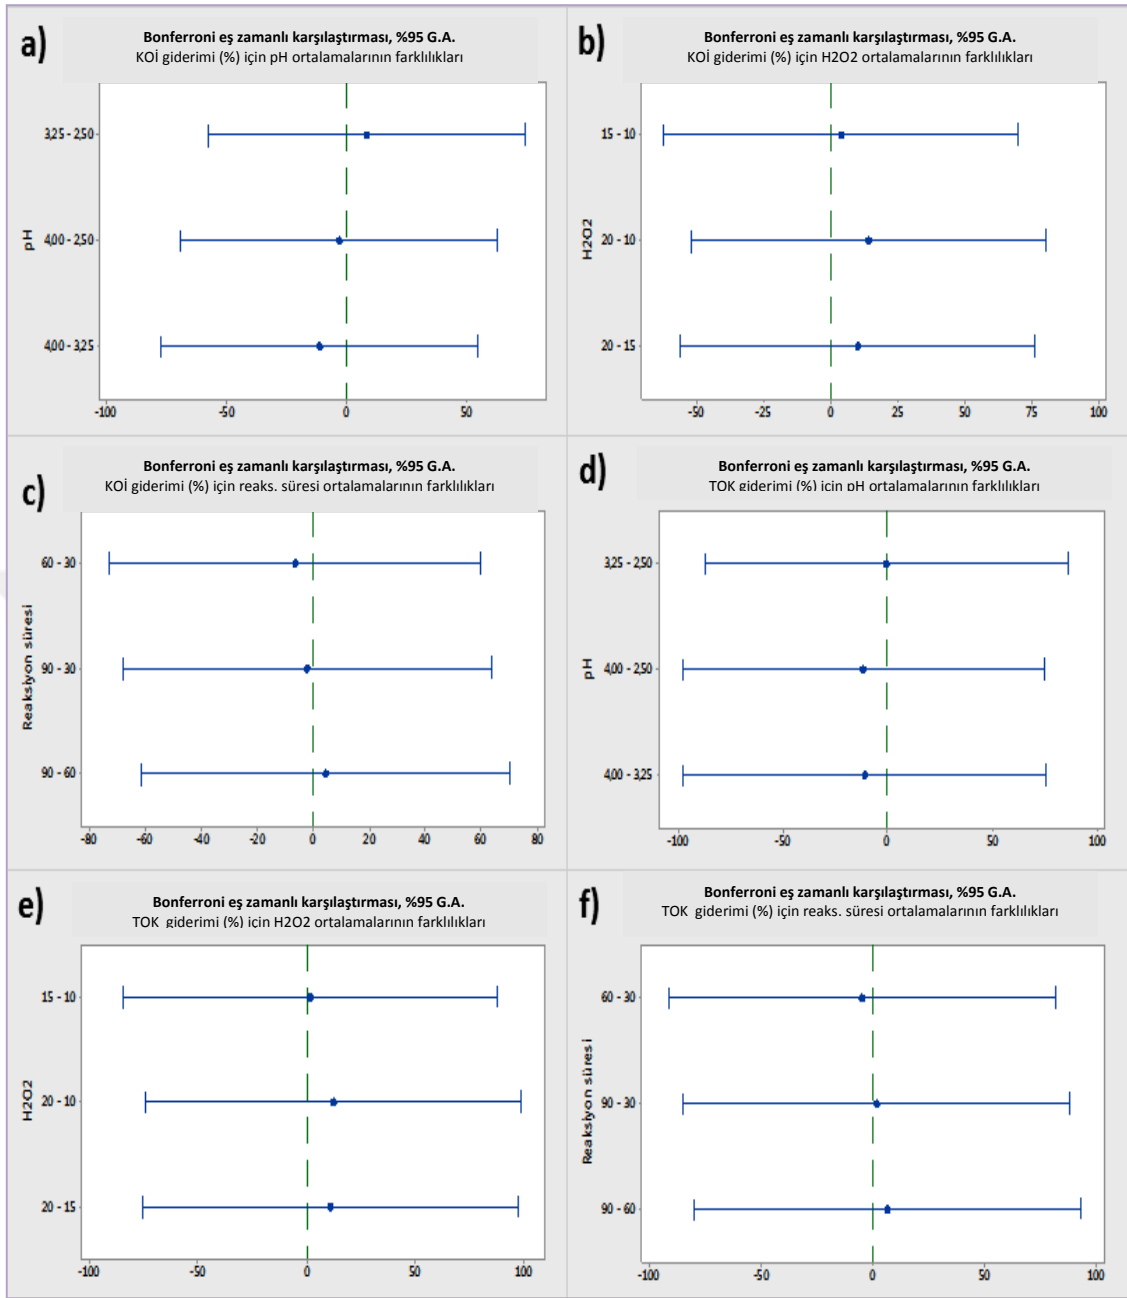 a)
Bonferroni eş zamanlı karşılaştırma, %95 G.A.
KOİ giderimi (%) için pH ortalamalarının farklılıkları
pH
3,25 - 2,50
4,00 - 2,50
4,00 - 3,25
-100 -50 0 50
b)
Bonferroni eş zamanlı karşılaştırma, %95 G.A.
KOİ giderimi (%) için H2O2 ortalamalarının farklılıkları
H2O2
15 - 10
20 - 10
20 - 15
-50 -25 0 25 50 75 100
c)
Bonferroni eş zamanlı karşılaştırması, %95 G.A.
KOİ giderimi (%) için reaks. süresi ortalamalarının farklılıkları
Reaksiyon süresi
60 - 30
90 - 30
90 - 60
-80 -60 -40 -20 0 20 40 60 80
d)
Bonferroni eş zamanlı karşılaştırması, %95 G.A.
TOK giderimi (%) için pH ortalamalarının farklılıkları
pH
3,25 - 2,50
4,00 - 2,50
4,00 - 3,25
-100 -50 0 50 100
e)
Bonferroni eş zamanlı karşılaştırması, %95 G.A.
TOK giderimi (%) için H2O2 ortalamalarının farklılıkları
H2O2
15 - 10
20 - 10
20 - 15
-100 -50 0 50 100
f)
Bonferroni eş zamanlı karşılaştırması, %95 G.A.
TOK giderimi (%) için reaks. süresi ortalamalarının farklılıkları
Reaksiyon süresi
60 - 30
90 - 30
90 - 60
-100 -50 0 50 100